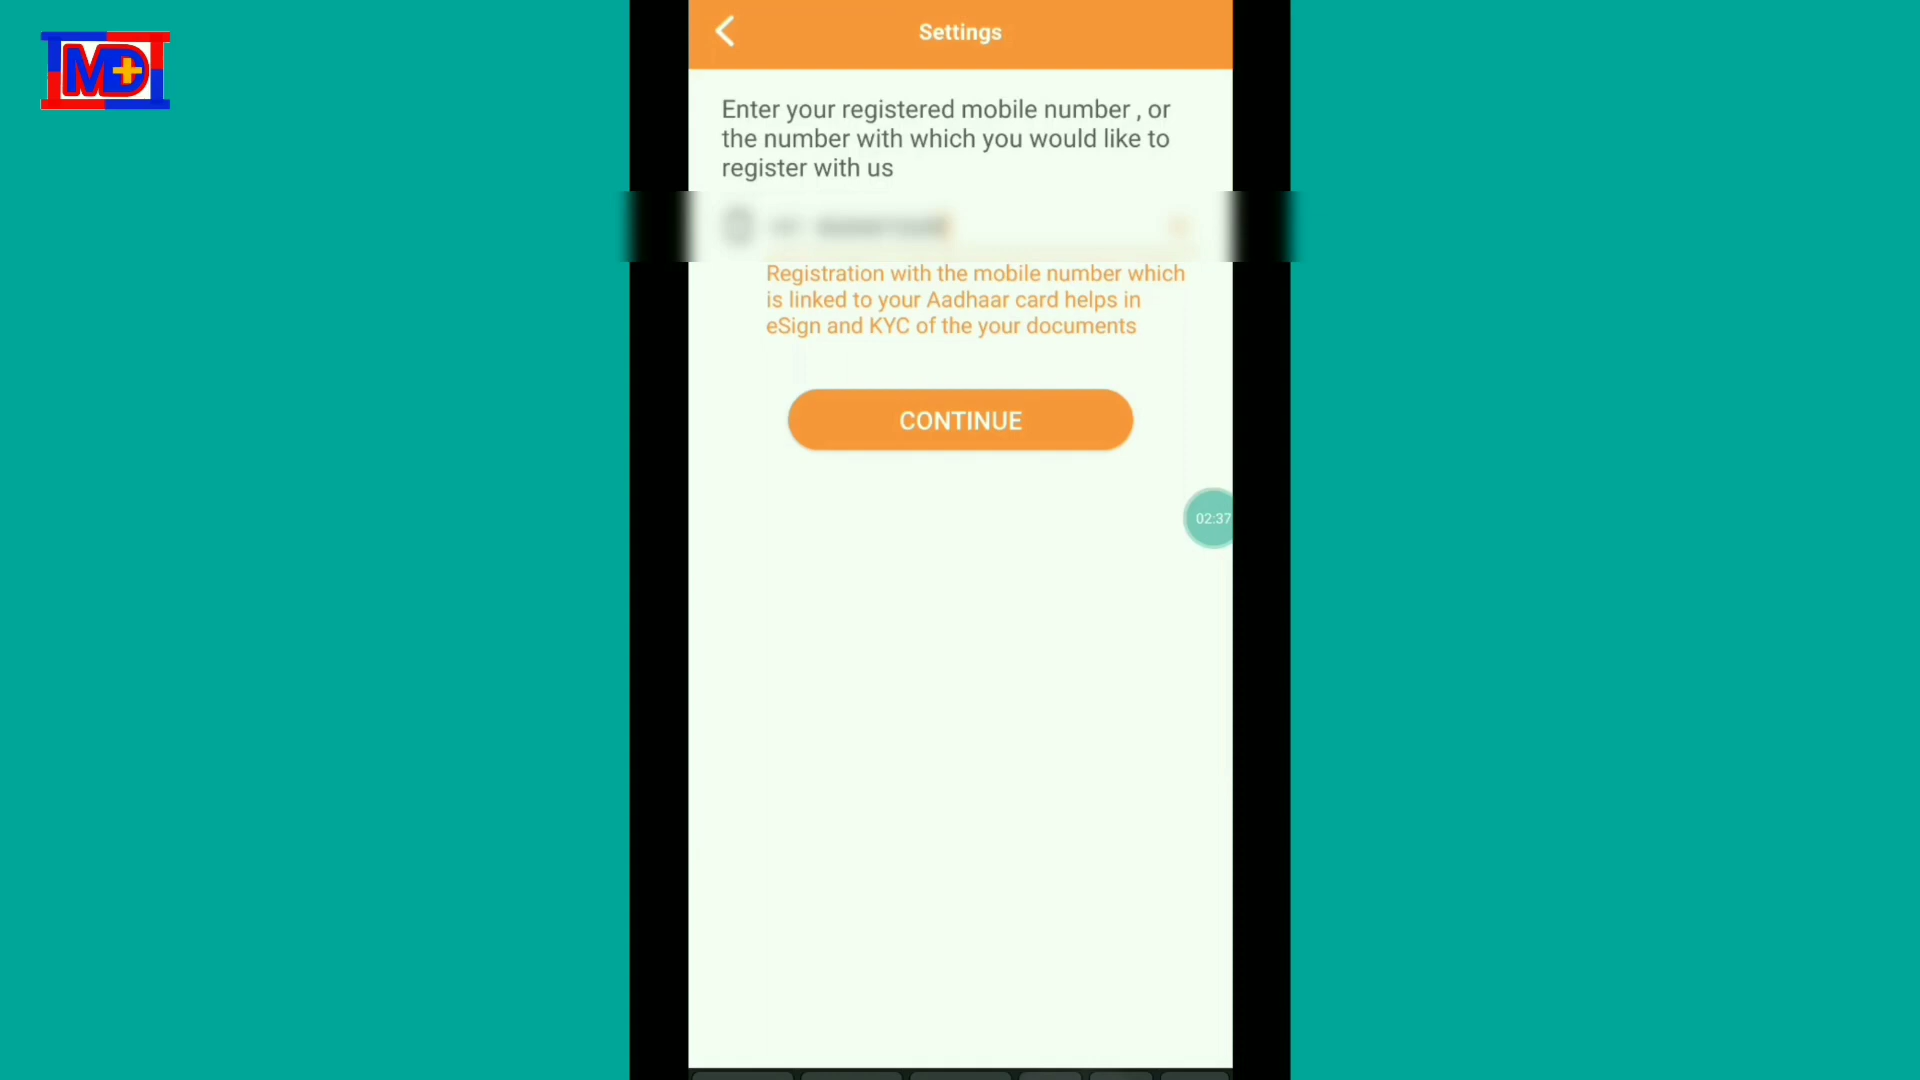 MD+
Settings
Enter your registered mobile number , or
the number with which you would like to
register with us
Registration with the mobile number which
is linked to your Aadhaar card helps in
eSign and KYC of the your documents
CONTINUE
02:37